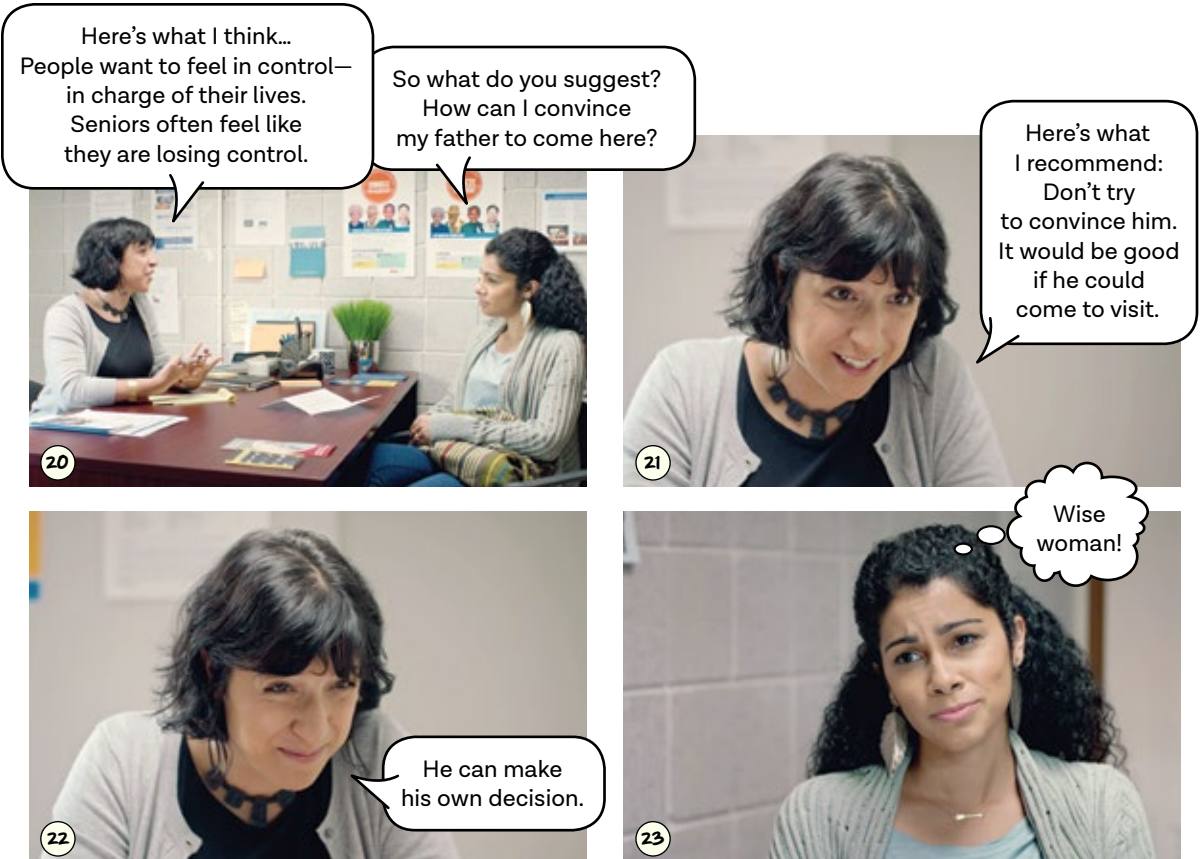 Here's what I think…
People want to feel in control—
in charge of their lives.
Seniors often feel like
they are losing control.
So what do you suggest?
How can I convince
my father to come here?
20
Here's what
I recommend:
Don't try
to convince him.
It would be good
if he could
come to visit.
21
He can make
his own decision.
22
Wise
woman!
23